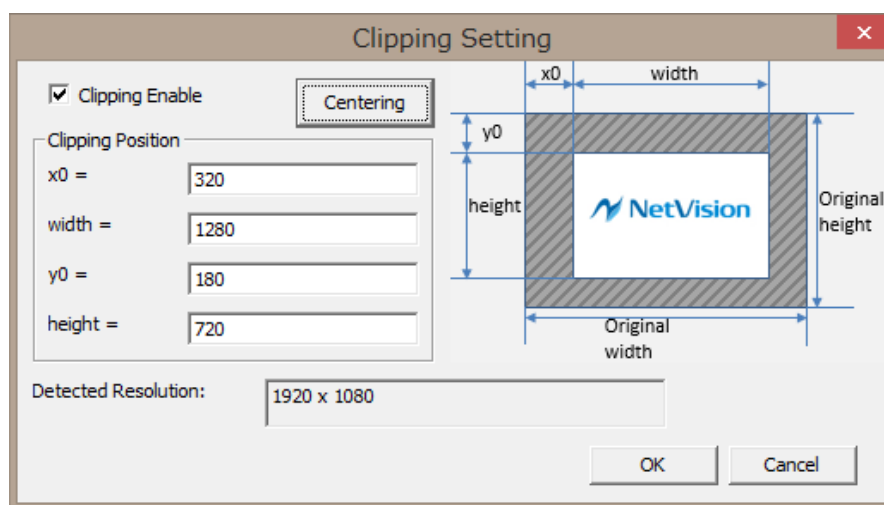 Clipping Setting
Clipping Enable
Centering
Clipping Position
x0 =
320
width =
1280
y0 =
180
height =
720
Detected Resolution:
1920 x 1080
x0
width
y0
height
NetVision
Original
height
Original
width
OK
Cancel